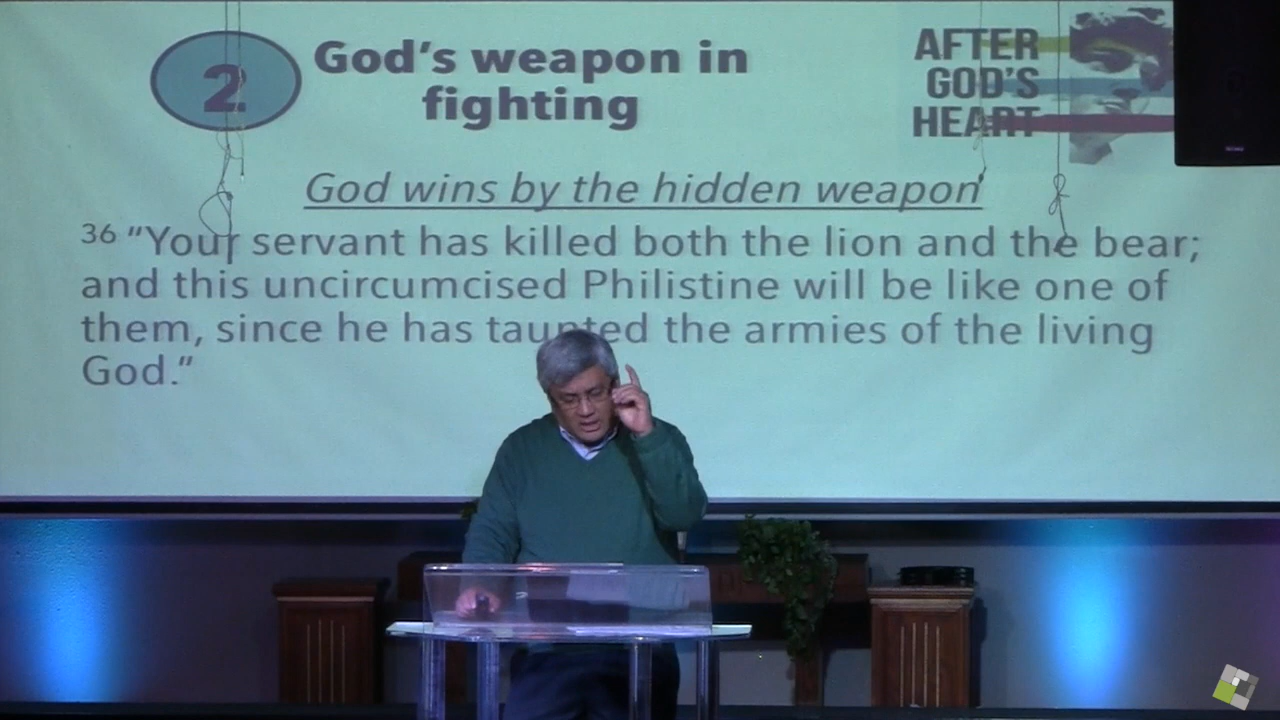 2.
God's weapon in
fighting
AFTER
GOD'S
HEART
God wins by the hidden weapon
36 "Your servant has killed both the lion and the bear;
and this uncircumcised Philistine will be like one of
them, since he has taunted the armies of the living
God."